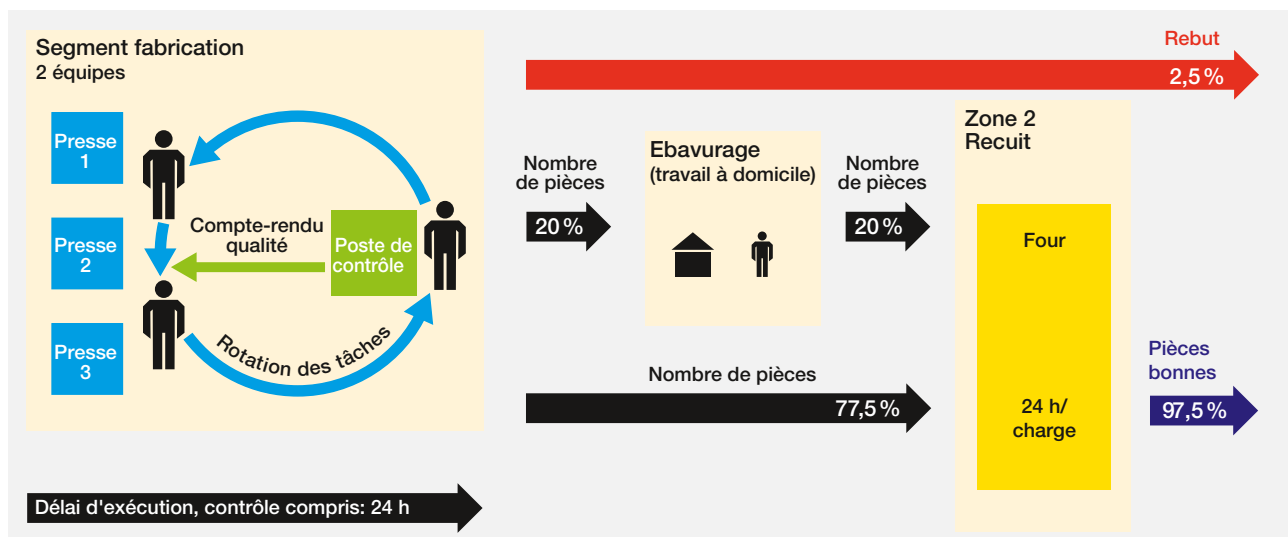 Segment fabrication
2 équipes
Presse
1
Presse
2
Presse
3
Compte-rendu
qualité
Poste de
contrôle
Rotation des tâches
Délai d'exécution, contrôle compris: 24 h
Rebut
2,5 %
Nombre
de pièces
20 %
Ebavurage
(travail à domicile)
Nombre
de pièces
20 %
Nombre de pièces
77,5 %
Zone 2
Recuit
Four
24 h/
charge
Pièces
bonnes
97,5 %